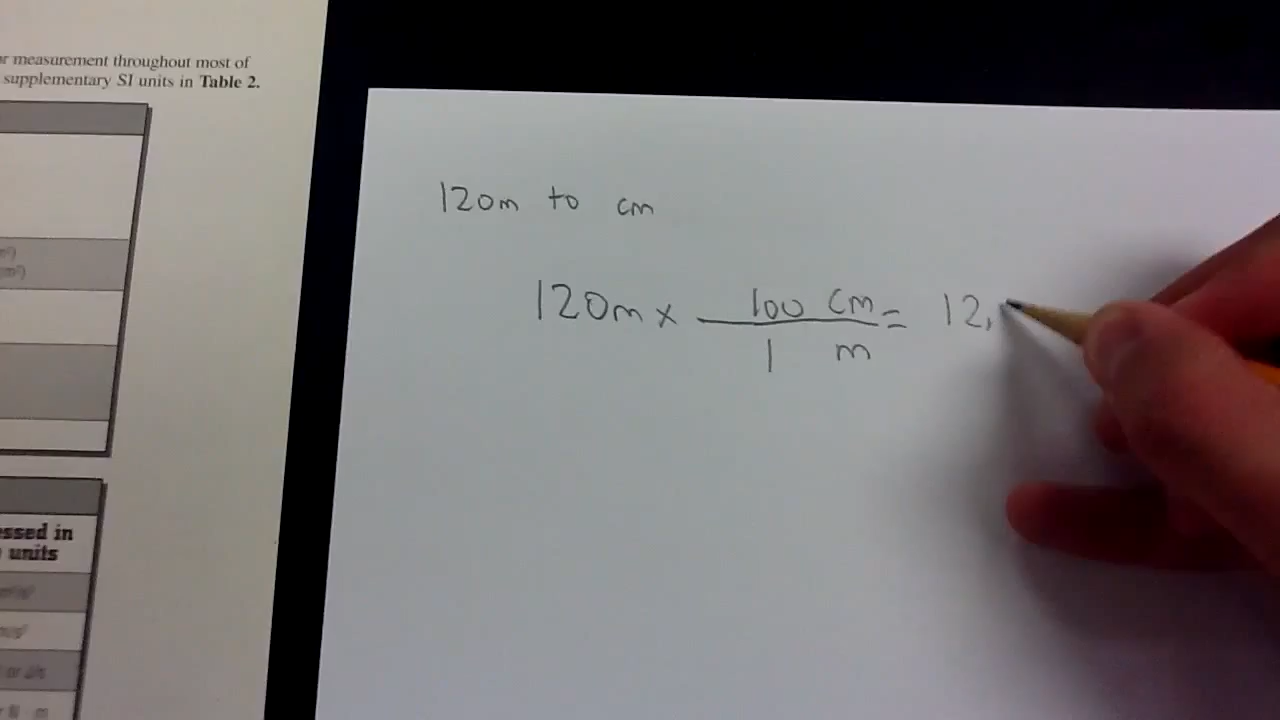 r measurement throughout most of
supplementary SI units in Table 2.
essed in
units
120m to cm
120m x 100 cm = 12,
1 m